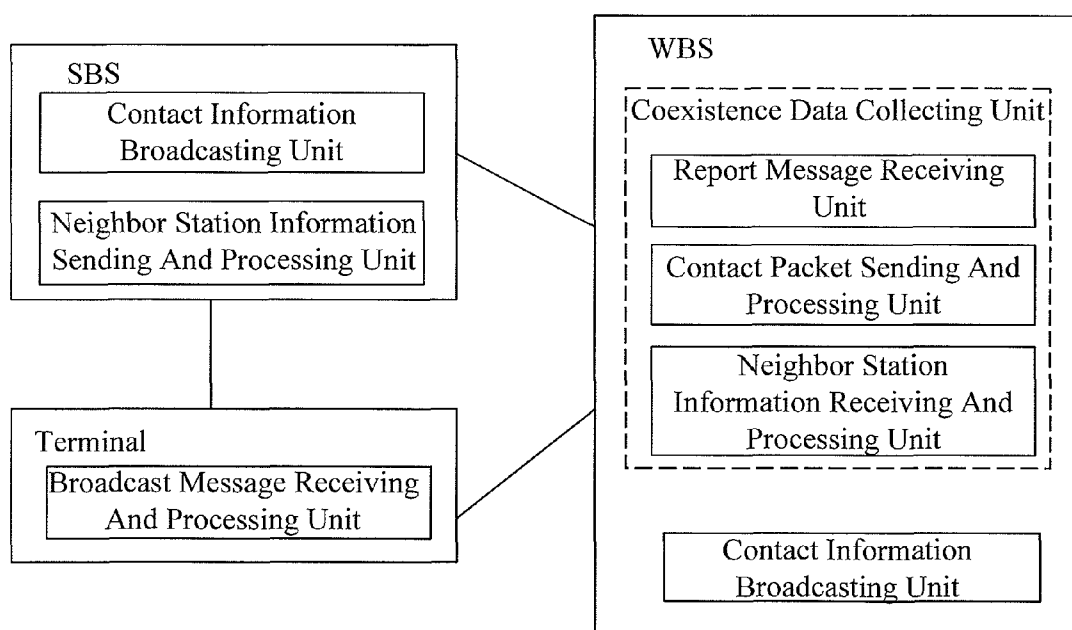 SBS
Contact Information
Broadcasting Unit
Neighbor Station Information
Sending And Processing Unit
Terminal
Broadcast Message Receiving
And Processing Unit
WBS
Coexistence Data Collecting Unit
Report Message Receiving
Unit
Contact Packet Sending And
Processing Unit
Neighbor Station
Information Receiving And
Processing Unit
Contact Information
Broadcasting Unit